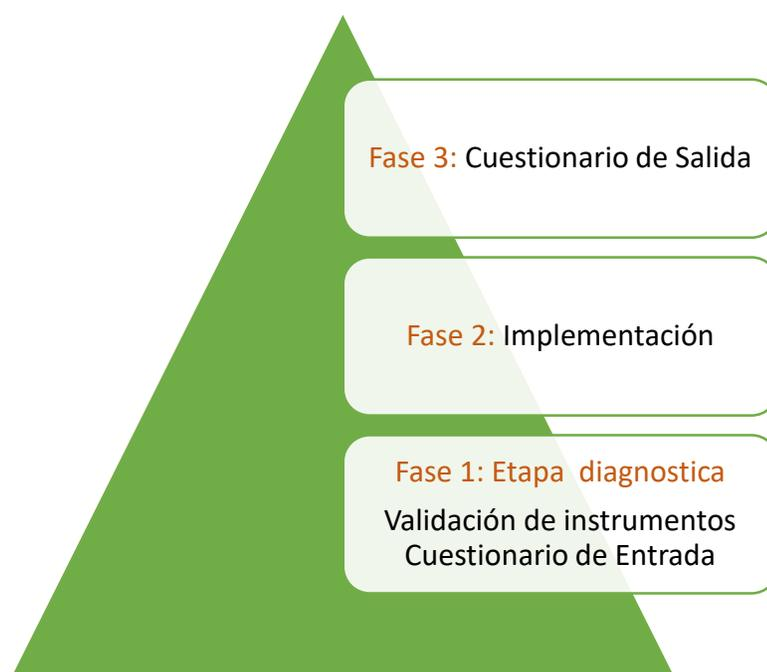 Fase 3: Cuestionario de Salida
Fase 2: Implementación
Fase 1: Etapa  diagnostica
Validación de instrumentos
Cuestionario de Entrada